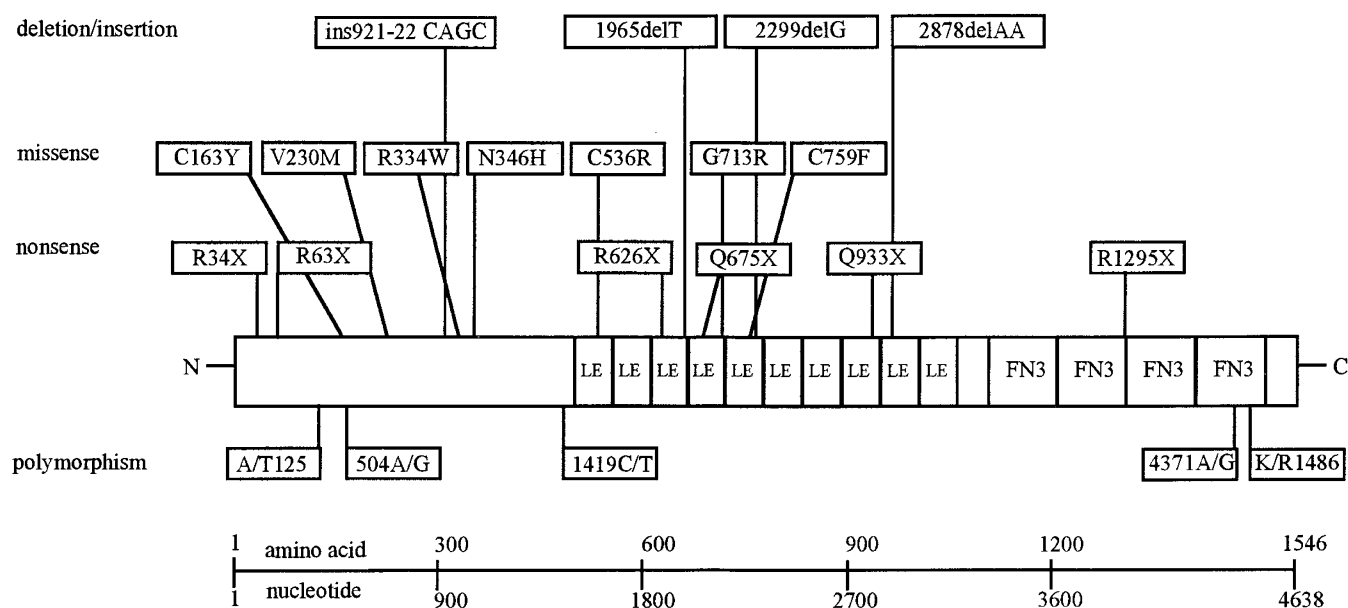 deletion/insertion ins921-22 CAGC 1965delT 2299delG 2878delAA
missense C163Y V230M R334W N346H C536R G713R C759F
nonsense R34X R63X R626X Q675X Q933X R1295X
N LE LE LE LE LE LE LE LE LE LE FN3 FN3 FN3 FN3 C
polymorphism A/T125 504A/G 1419C/T 4371A/G K/R1486
1 amino acid 300 600 900 1200 1546
1 nucleotide 900 1800 2700 3600 4638